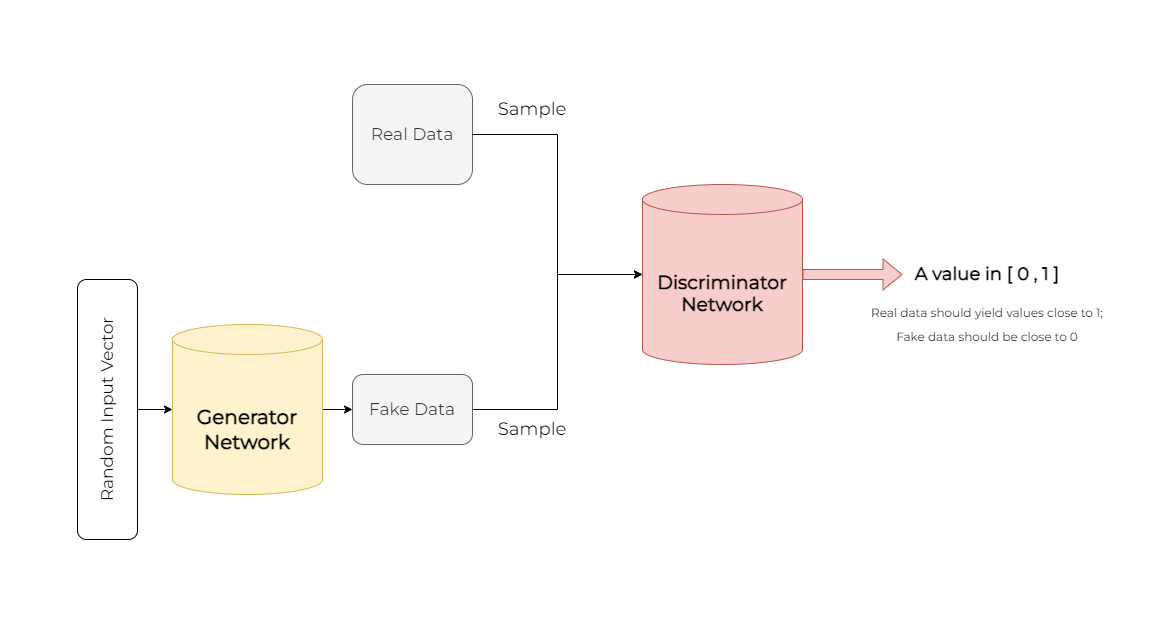 Sample
Real Data
Discriminator
Network
A value in [ 0 , 1 ]
Real data should yield values close to 1;
Fake data should be close to 0
Random Input Vector
Generator
Network
Fake Data
Sample